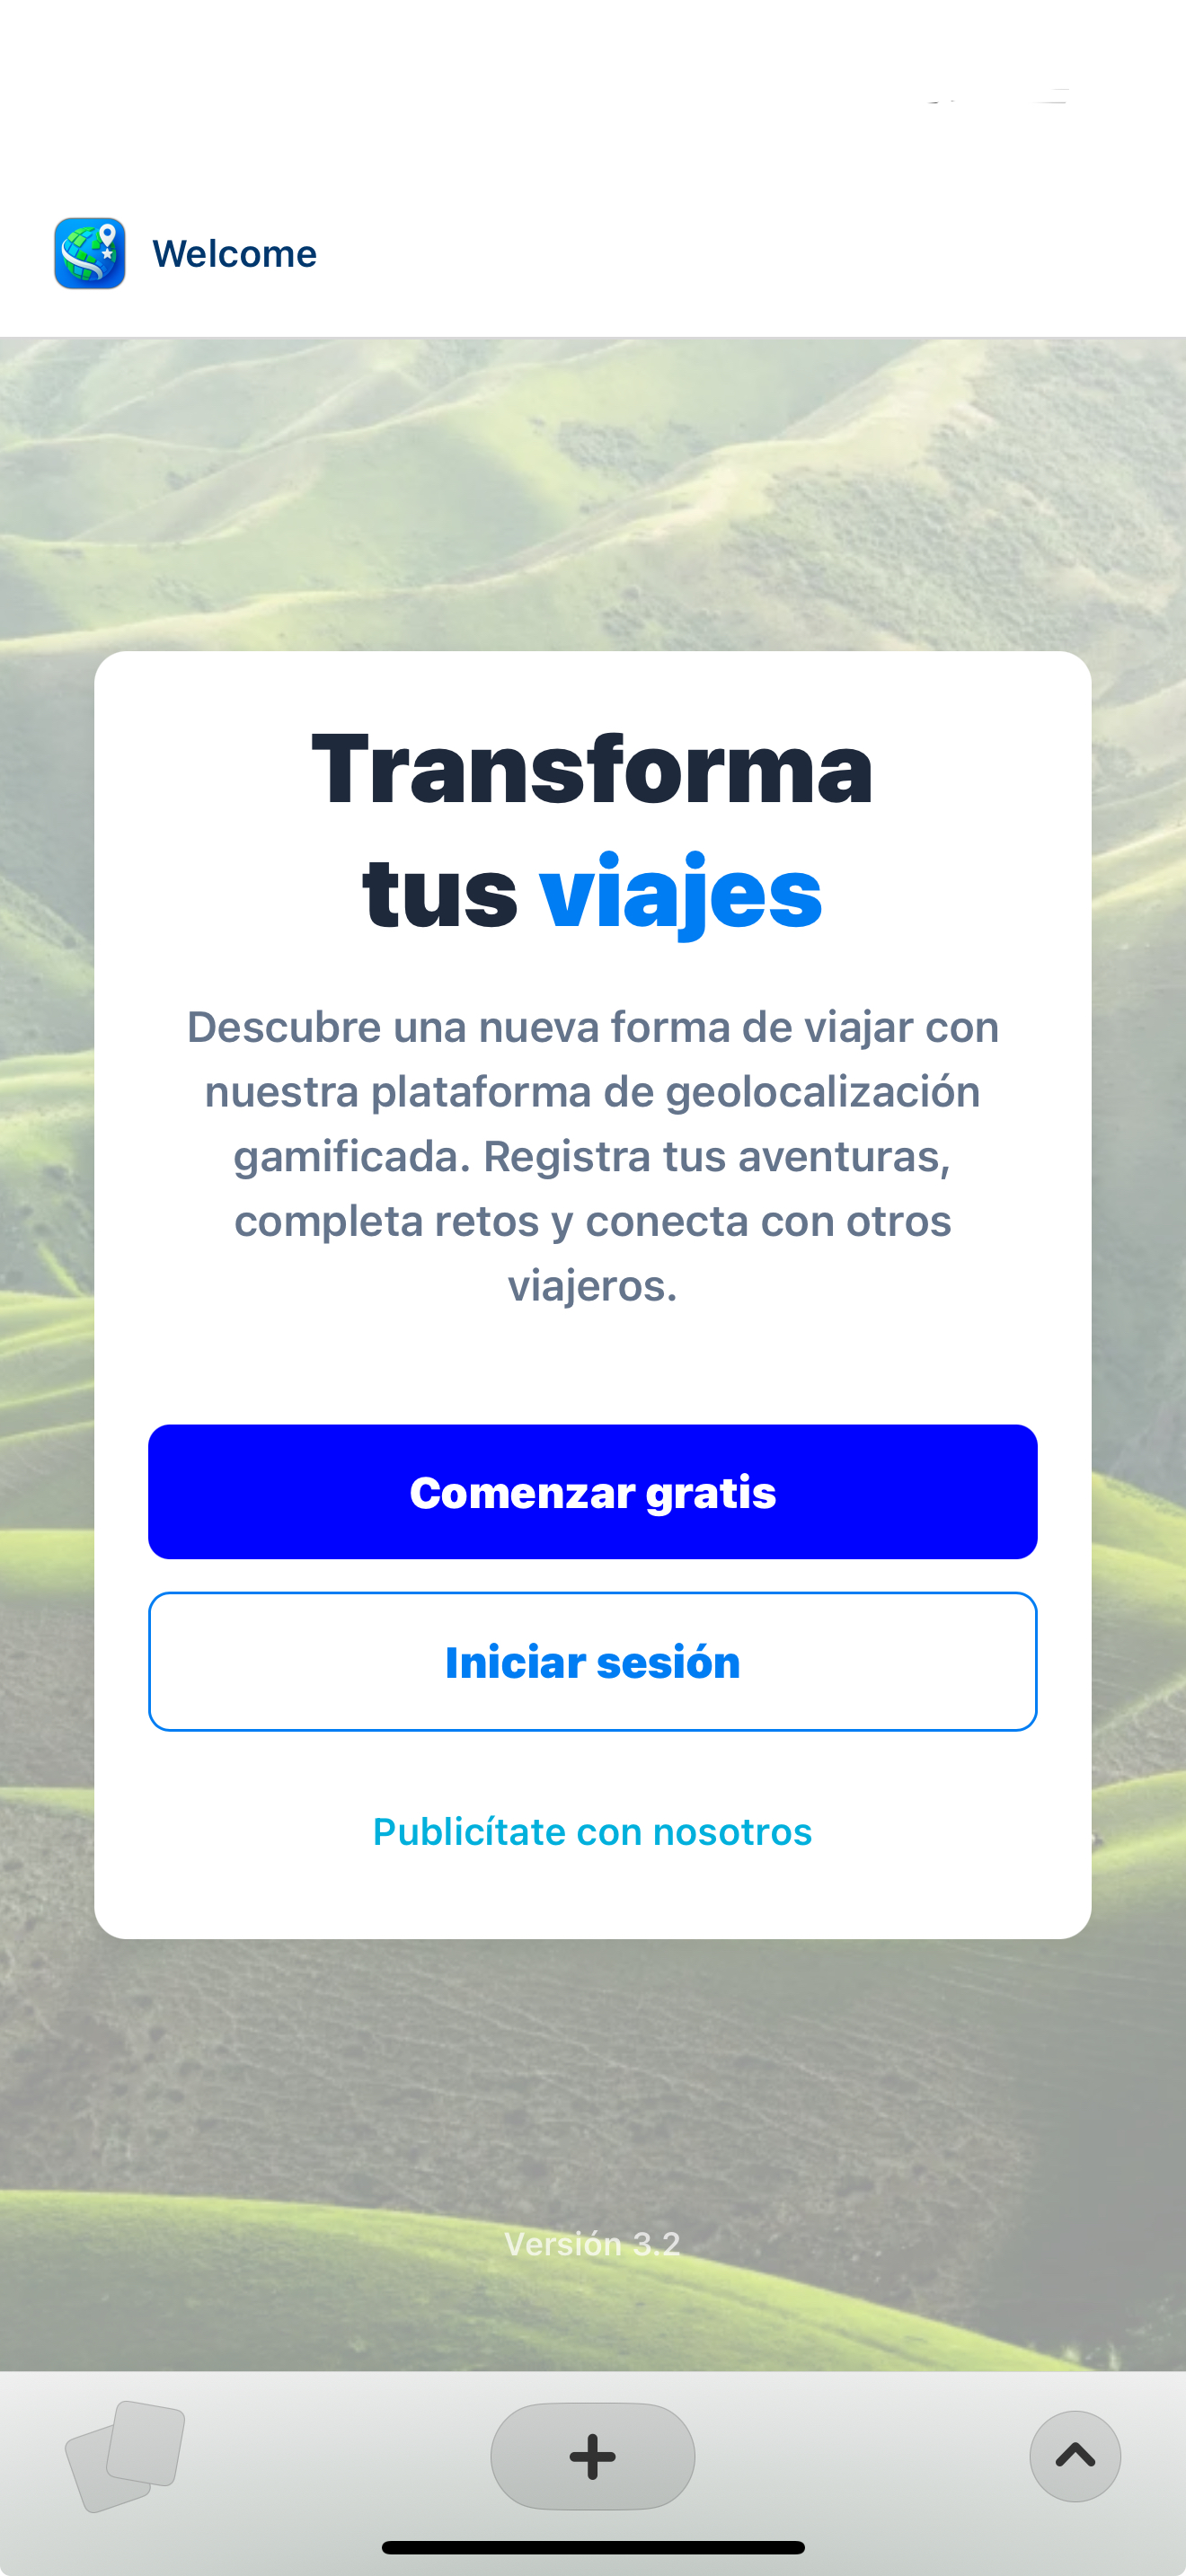 Welcome
Transforma
tus viajes
Descubre una nueva forma de viajar con
nuestra plataforma de geolocalización
gamificada. Registra tus aventuras,
completa retos y conecta con otros
viajeros.
Comenzar gratis
Iniciar sesión
Publicítate con nosotros
Versión 3.2